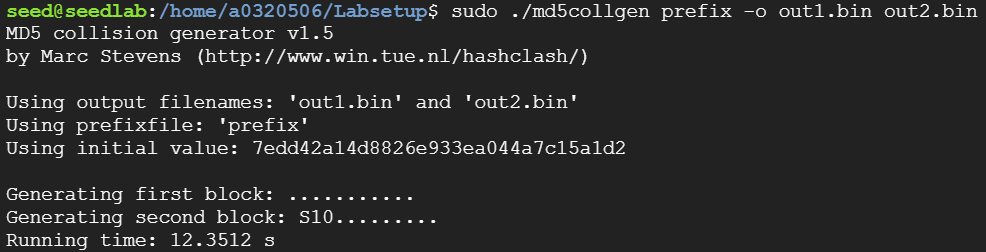 seed@seedlab:/home/a0320506/Labsetup$ sudo ./md5collgen prefix -o out1.bin out2.bin
MD5 collision generator v1.5
by Marc Stevens (http://www.win.tue.nl/hashclash/)
Using output filenames: 'out1.bin' and 'out2.bin'
Using prefixfile: 'prefix'
Using initial value: 7edd42a14d8826e933ea044a7c15a1d2
Generating first block: ...........
Generating second block: S10.........
Running time: 12.3512 s